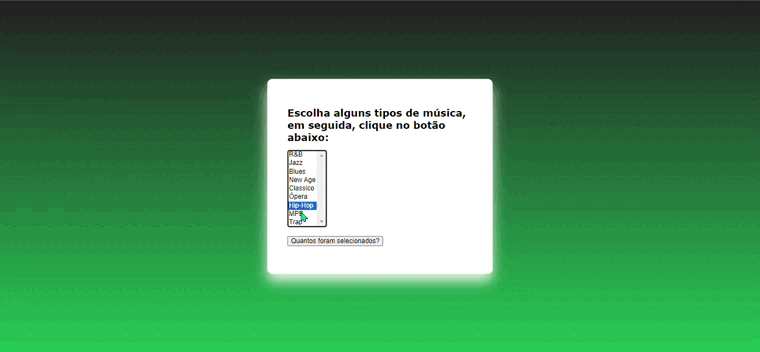 Escolha alguns tipos de música,
em seguida, clique no botão
abaixo:
R&B
Jazz
Blues
New Age
Classico
Ópera
Hip-Hop
MPB
Trap
Quantos foram selecionados?